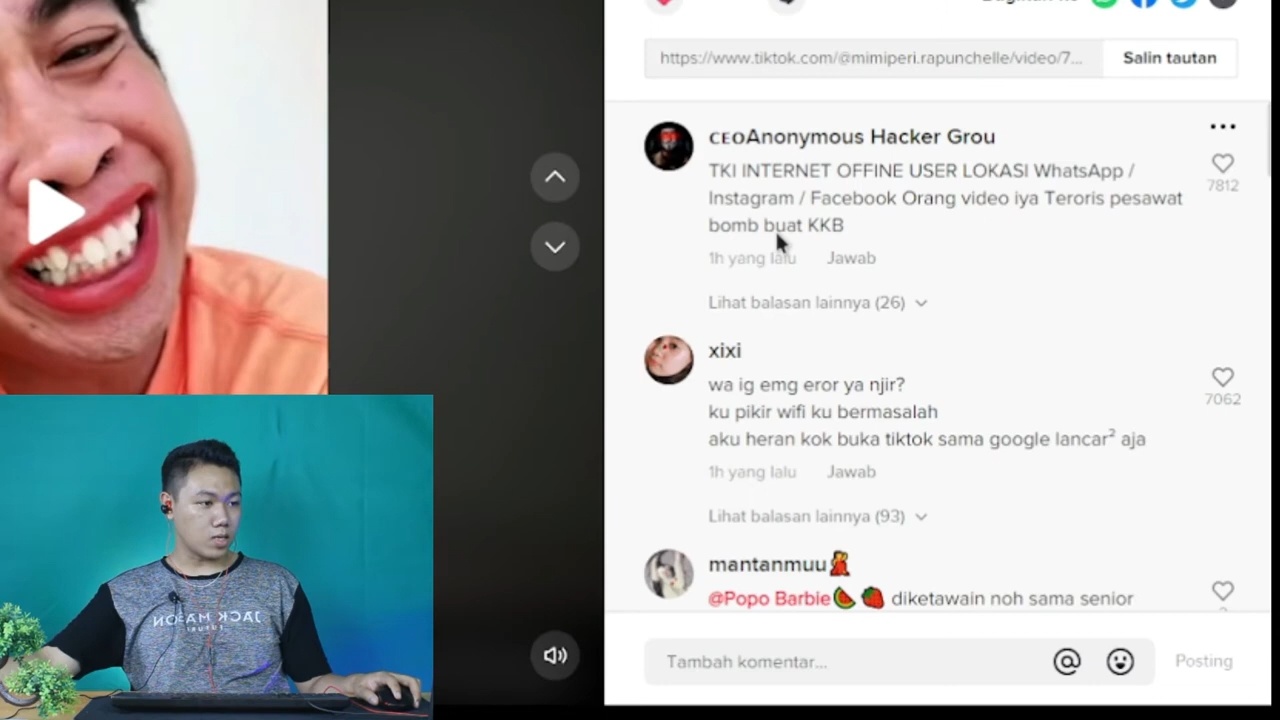 https://www.tiktok.com/@mimiperi.rapunchelle/video/7...
Salin tautan
CEOAnonymous Hacker Grou
TKI INTERNET OFFINE USER LOKASI WhatsApp /
Instagram / Facebook Orang video iya Teroris pesawat
bomb buat KKB
7812
1h yang lalu Jawab
Lihat balasan lainnya (26)
xixi
wa ig emg eror ya njir?
ku pikir wifi ku bermasalah
aku heran kok buka tiktok sama google lancar² aja
7062
1h yang lalu Jawab
Lihat balasan lainnya (93)
mantanmuu💃
@Popo Barbie🍉🍓 diketawain noh sama senior
Tambah komentar...
Posting
JACK MASON